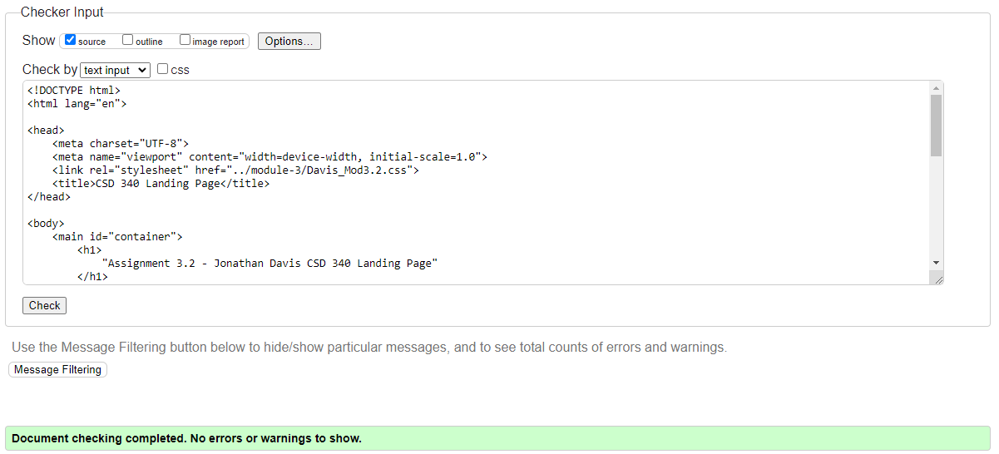 Checker Input
Show source outline image report Options...
Check by text input css
<!DOCTYPE html>
<html lang="en">
<head>
<meta charset="UTF-8">
<meta name="viewport" content="width=device-width, initial-scale=1.0">
<link rel="stylesheet" href="../module-3/Davis_Mod3.2.css">
<title>CSD 340 Landing Page</title>
</head>
<body>
<main id="container">
<h1>
"Assignment 3.2 - Jonathan Davis CSD 340 Landing Page"
</h1>
Check
Use the Message Filtering button below to hide/show particular messages, and to see total counts of errors and warnings.
Message Filtering
Document checking completed. No errors or warnings to show.